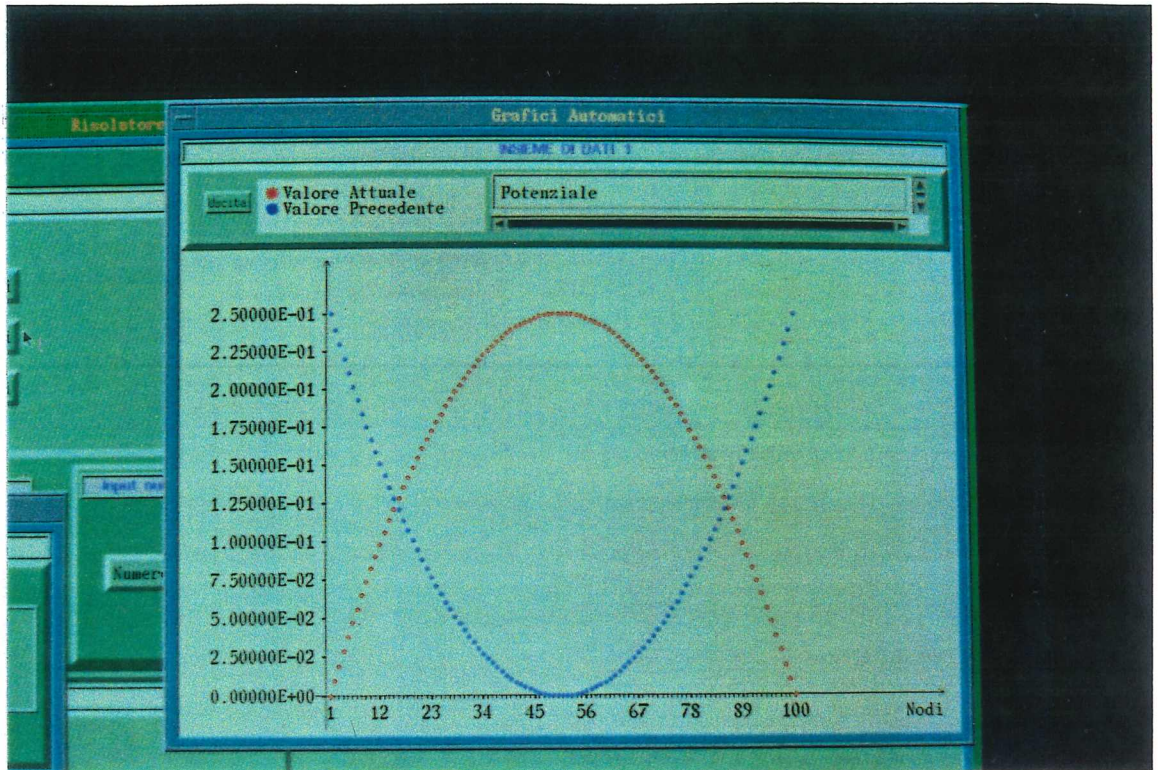 Risolutore
Grafici Automatici
INSIEME DI DATI 1
Uscita
Valore Attuale
Valore Precedente
Potenziale
2.50000E-01
2.25000E-01
2.00000E-01
1.75000E-01
1.50000E-01
1.25000E-01
1.00000E-01
7.50000E-02
5.00000E-02
2.50000E-02
0.00000E+00
1 12 23 34 45 56 67 78 89 100 Nodi
Input
Numero